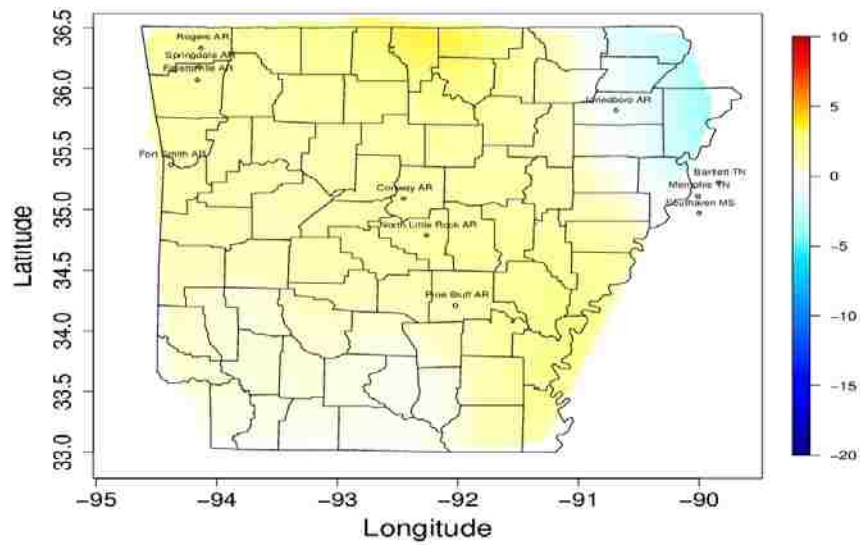 36.5
36.0
35.5
35.0
34.5
34.0
33.5
33.0
Latitude
Rogers AR
Springdale AR
Fayetteville AR
Jonesboro AR
Fort Smith AR
Bartlett TN
Conway AR
Memphis TN
Southaven MS
North Little Rock AR
Pine Bluff AR
−95
−94
−93
−92
−91
−90
Longitude
10
5
0
−5
−10
−15
−20